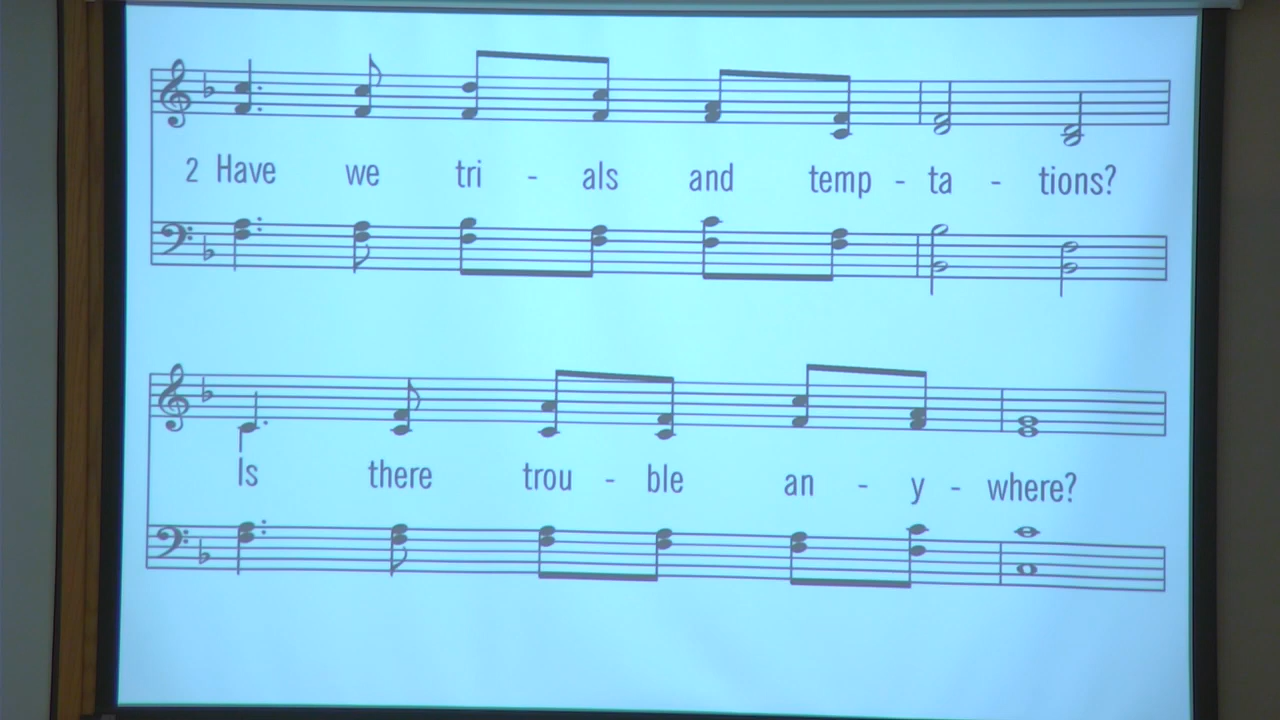 2 Have we tri - als and temp - ta - tions?
Is there trou - ble an - y - where?